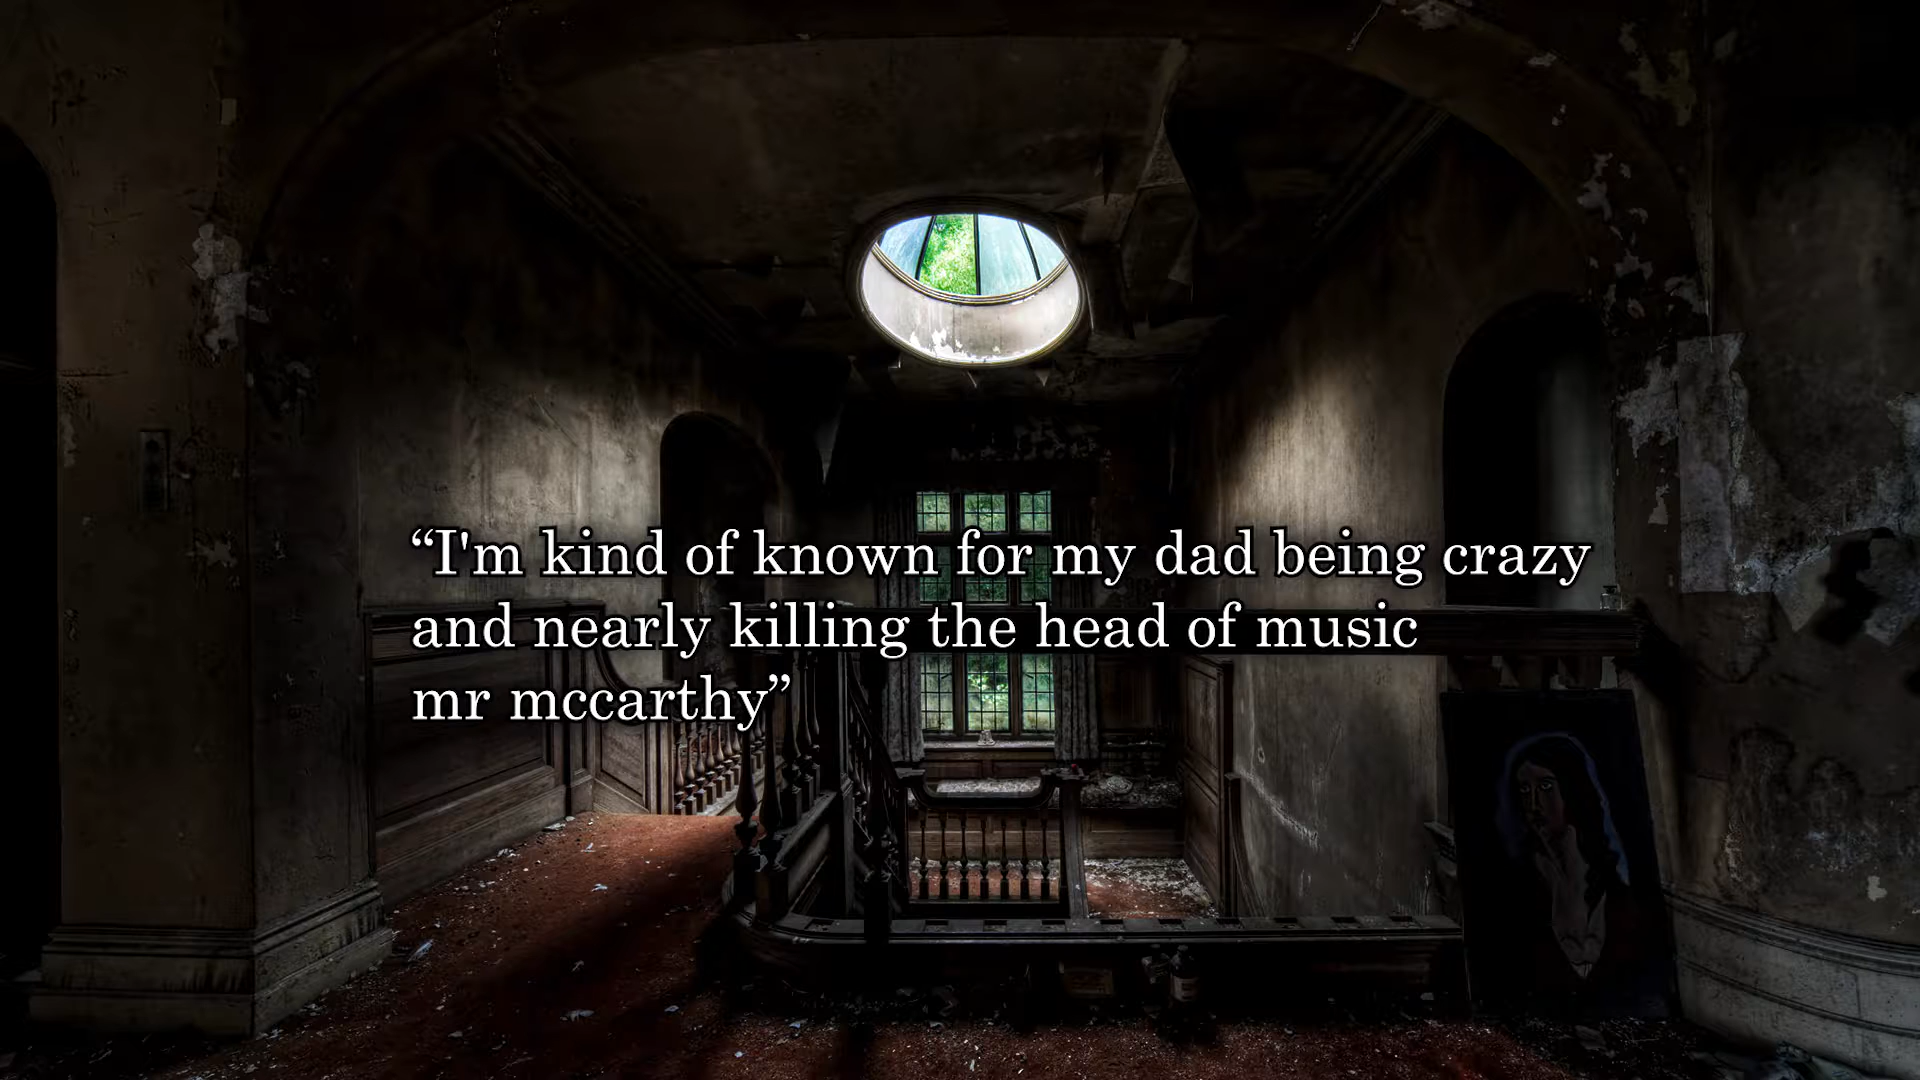 “I'm kind of known for my dad being crazy
and nearly killing the head of music
mr mccarthy”